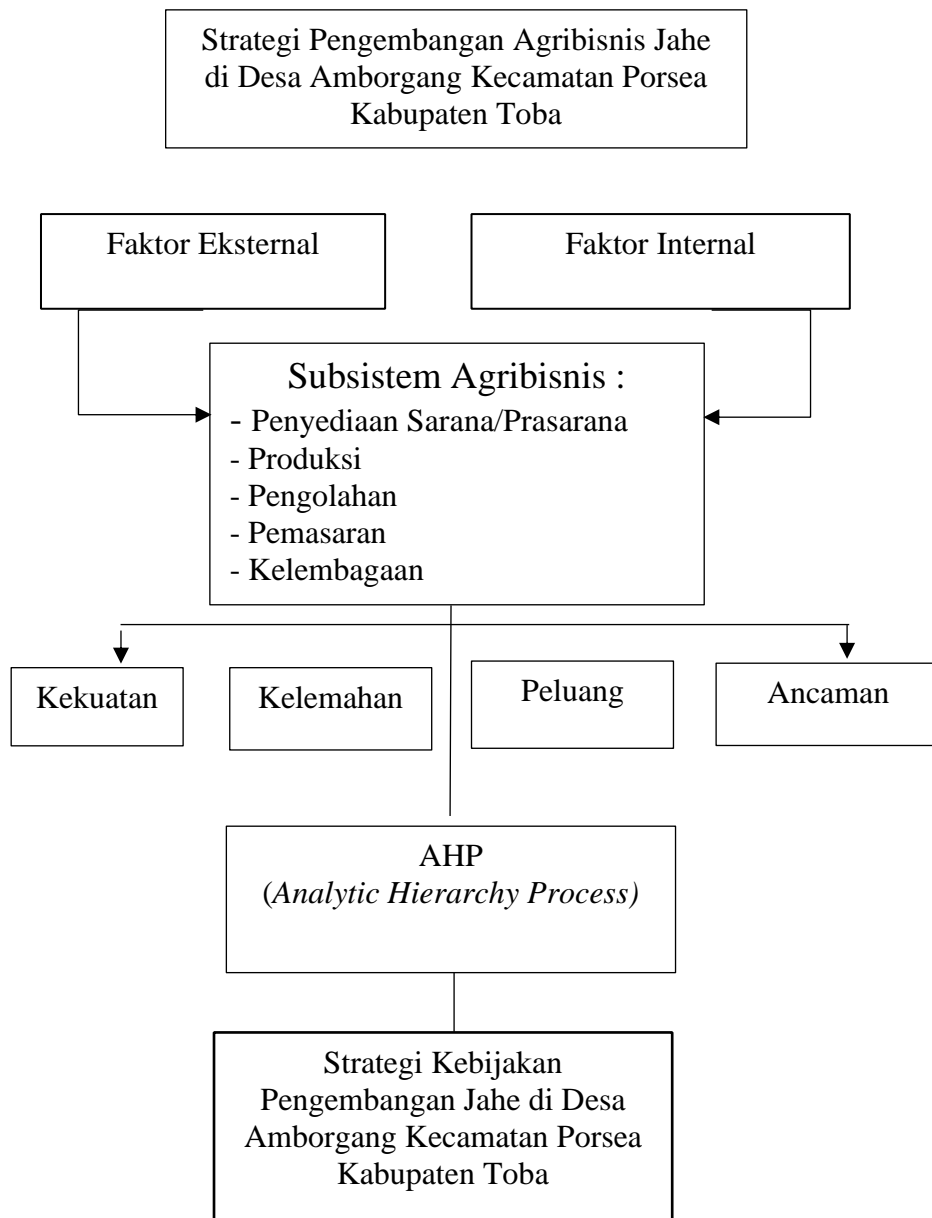 Strategi Pengembangan Agribisnis Jahe
di Desa Amborgang Kecamatan Porsea
Kabupaten Toba
Faktor Eksternal
Faktor Internal
Subsistem Agribisnis :
- Penyediaan Sarana/Prasarana
- Produksi
- Pengolahan
- Pemasaran
- Kelembagaan
Kekuatan
Kelemahan
Peluang
Ancaman
AHP
(Analytic Hierarchy Process)
Strategi Kebijakan
Pengembangan Jahe di Desa
Amborgang Kecamatan Porsea
Kabupaten Toba